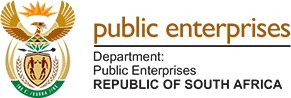 public enterprises
Department:
Public Enterprises
REPUBLIC OF SOUTH AFRICA